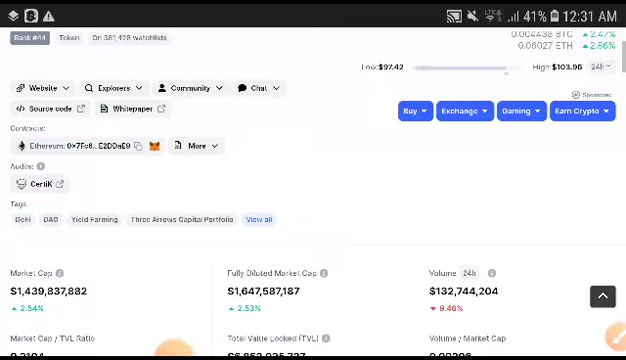 41% 12:31 AM
Rank #44 Token On 381,428 watchlists
0.004438 BTC 2.47%
0.06027 ETH 2.86%
Low:$97.42 High:$103.96 24h
Website Explorers Community Chat
Sponsored
Source code Whitepaper
Buy Exchange Gaming Earn Crypto
Contracts:
Ethereum: 0x7Fc6...E2DDaE9 More
Audits:
CertiK
Tags
DeFi DAO Yield Farming Three Arrows Capital Portfolio View all
Market Cap Fully Diluted Market Cap Volume 24h
$1,439,837,882 $1,647,587,187 $132,744,204
2.54% 2.53% 9.46%
Market Cap / TVL Ratio Total Value Locked (TVL) Volume / Market Cap